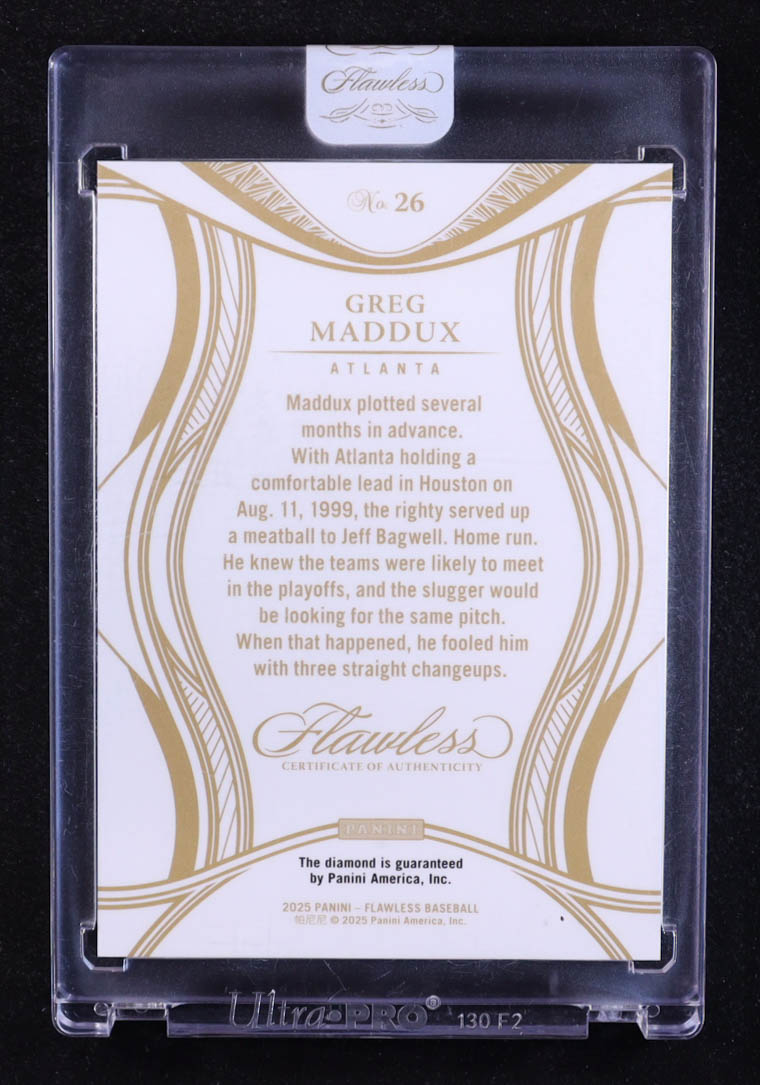 Flawless
No. 26
GREG
MADDUX
ATLANTA
Maddux plotted several
months in advance.
With Atlanta holding a
comfortable lead in Houston on
Aug. 11, 1999, the righty served up
a meatball to Jeff Bagwell. Home run.
He knew the teams were likely to meet
in the playoffs, and the slugger would
be looking for the same pitch.
When that happened, he fooled him
with three straight changeups.
Flawless
CERTIFICATE OF AUTHENTICITY
PANINI
The diamond is guaranteed
by Panini America, Inc.
2025 PANINI – FLAWLESS BASEBALL
帕尼尼 © 2025 Panini America, Inc.
Ultra•PRO® 130 F2